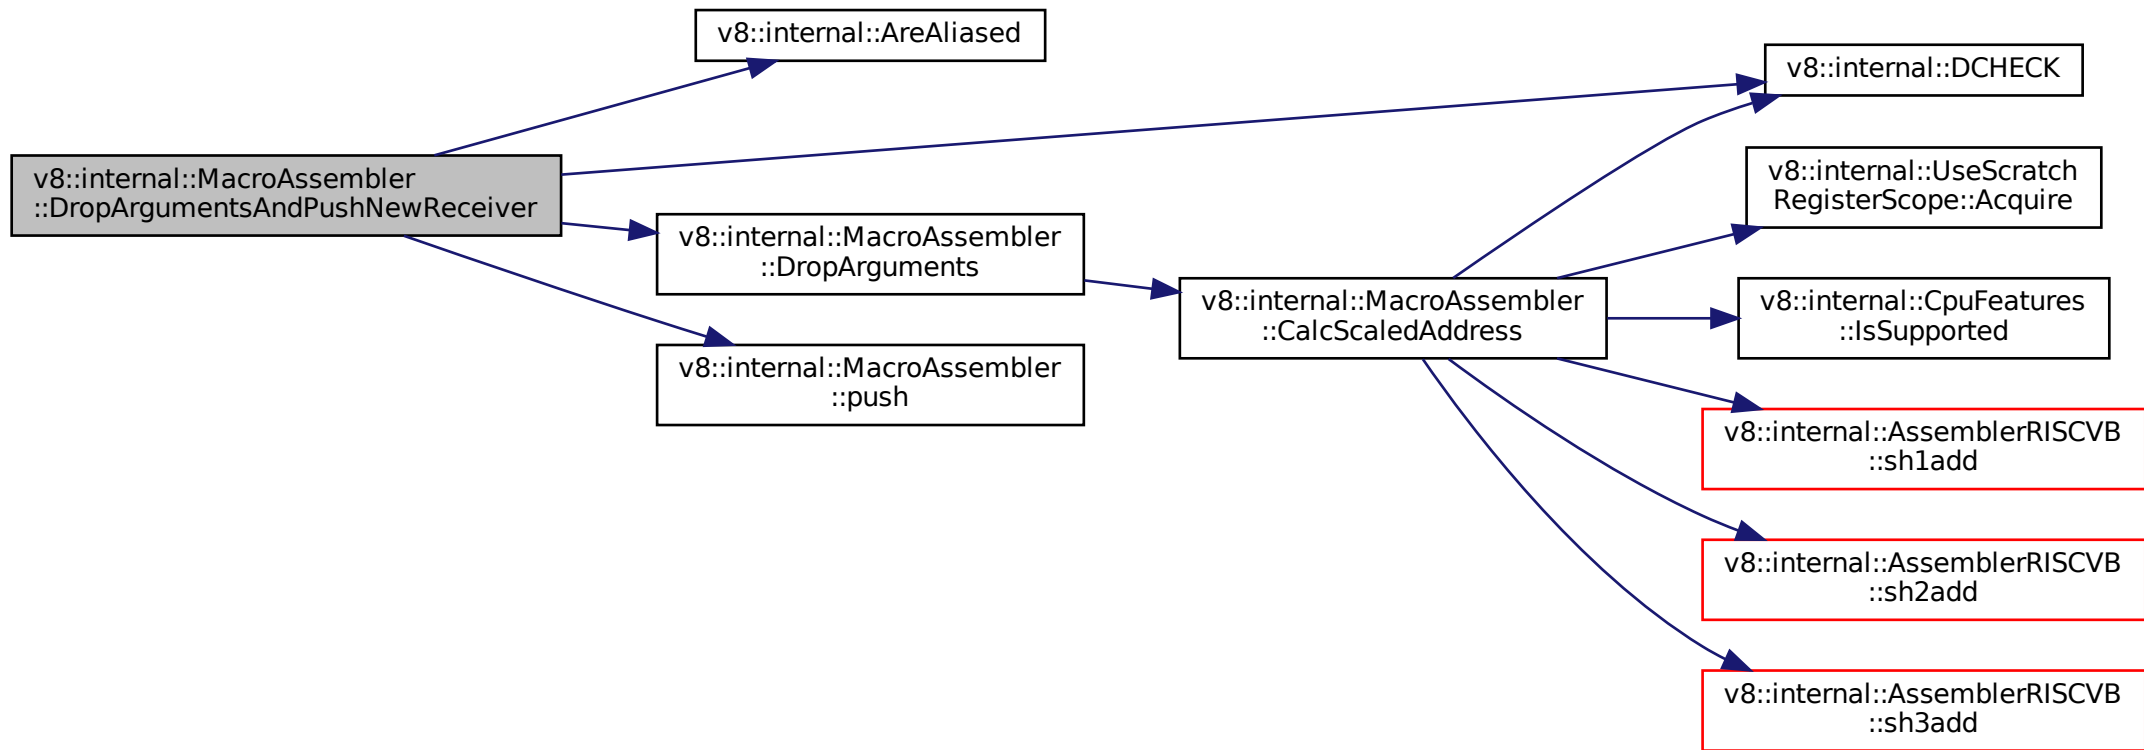 v8::internal::MacroAssembler
::DropArgumentsAndPushNewReceiver
v8::internal::AreAliased
v8::internal::MacroAssembler
::DropArguments
v8::internal::MacroAssembler
::push
v8::internal::MacroAssembler
::CalcScaledAddress
v8::internal::DCHECK
v8::internal::UseScratch
RegisterScope::Acquire
v8::internal::CpuFeatures
::IsSupported
v8::internal::AssemblerRISCVB
::sh1add
v8::internal::AssemblerRISCVB
::sh2add
v8::internal::AssemblerRISCVB
::sh3add